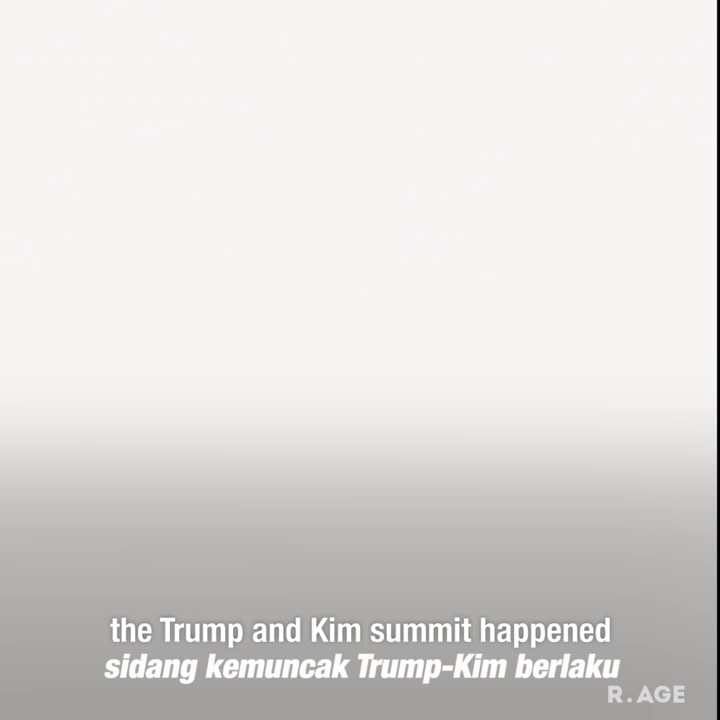 the Trump and Kim summit happened
sidang kemuncak Trump-Kim berlaku
R.AGE